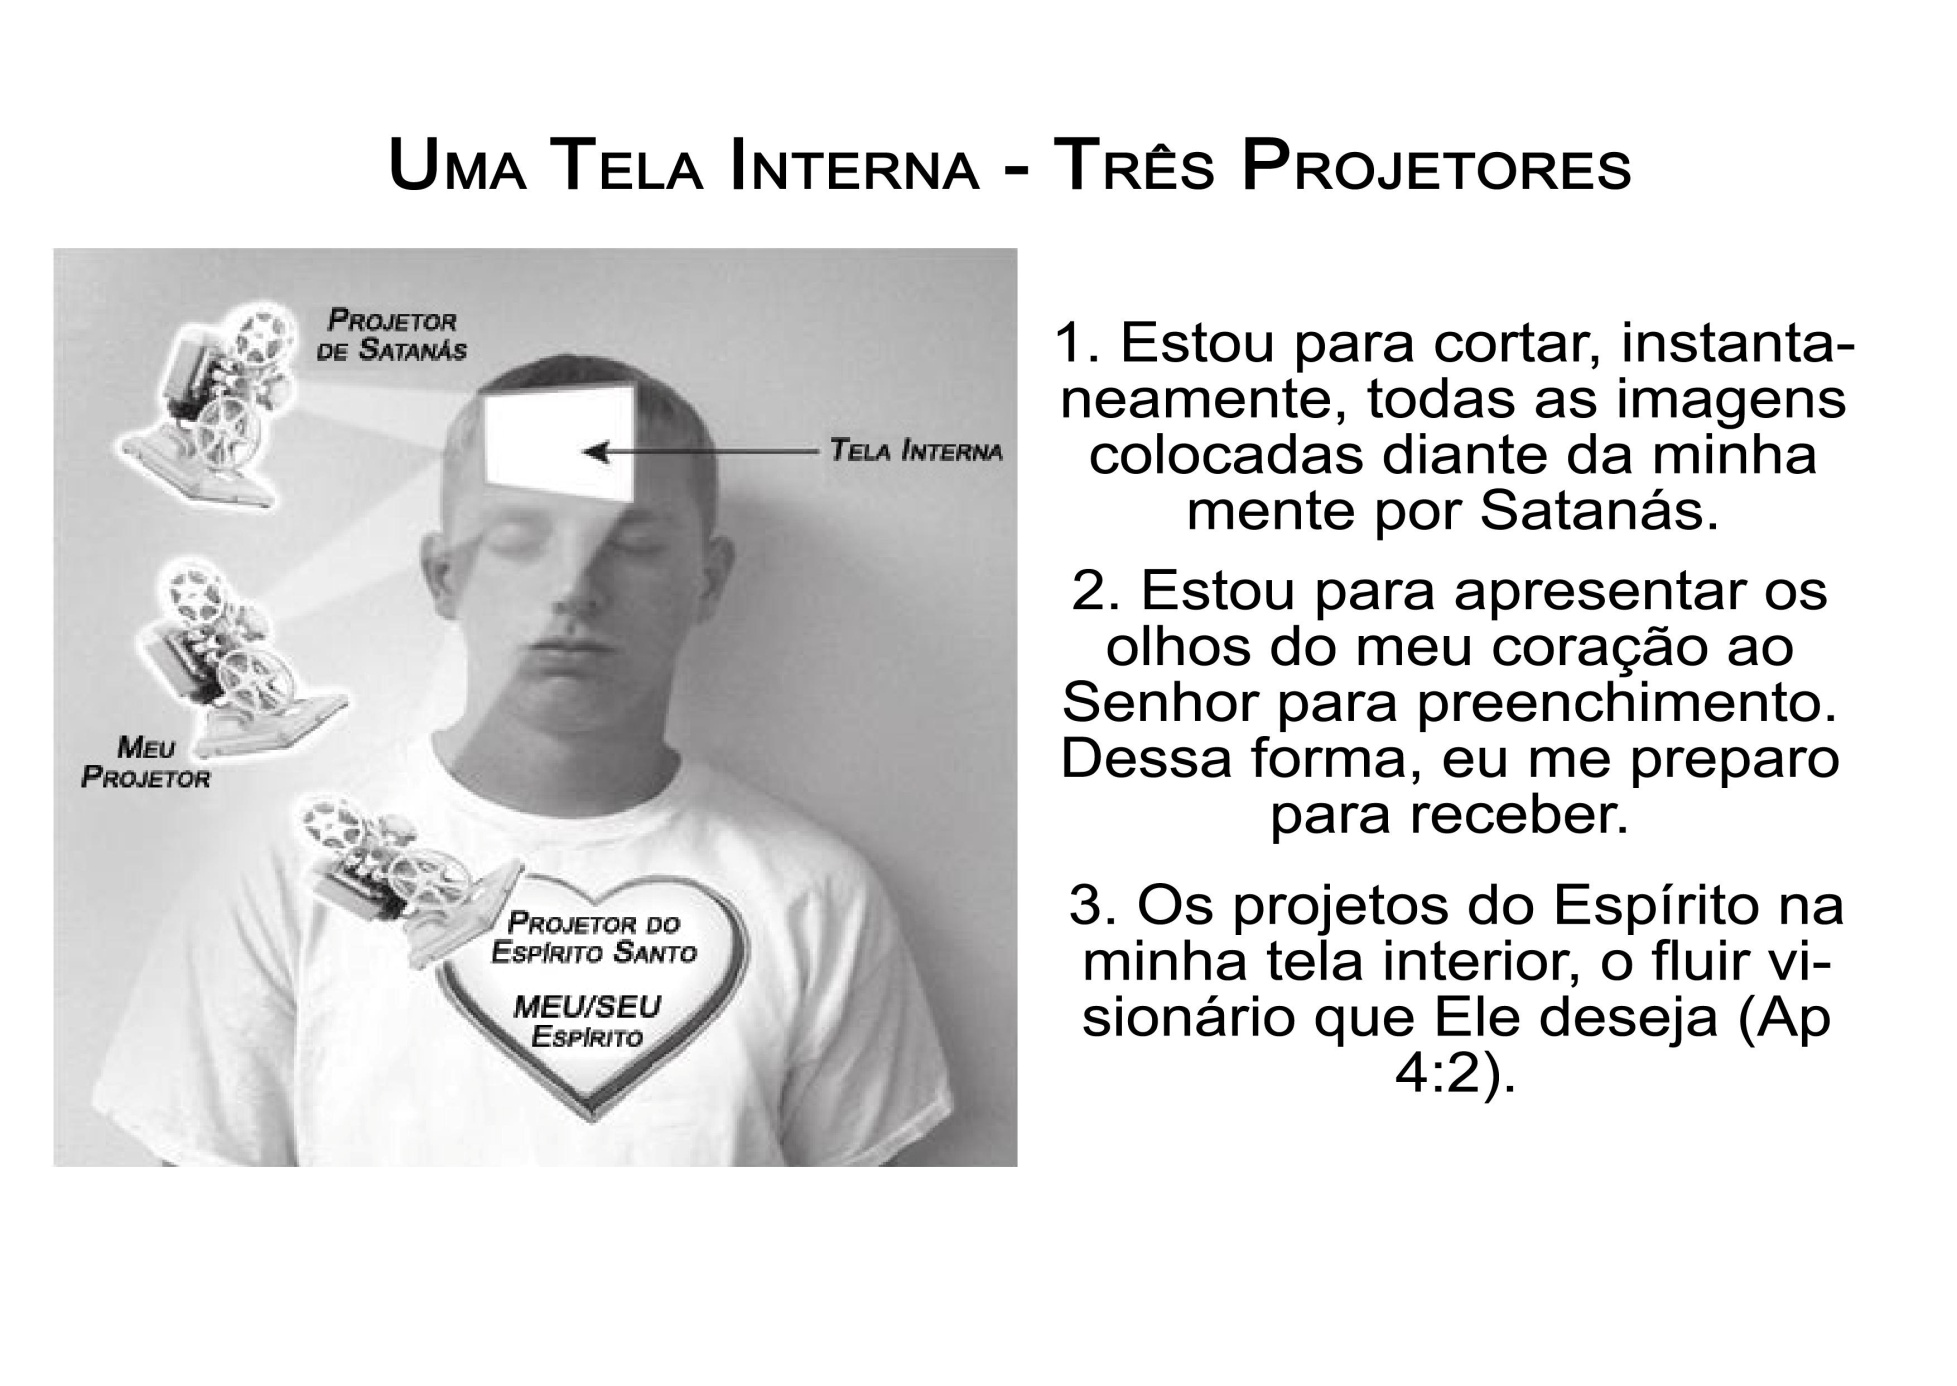 UMA TELA INTERNA - TRÊS PROJETORES
PROJETOR
DE SATANÁS
TELA INTERNA
MEU
PROJETOR
PROJETOR DO
ESPÍRITO SANTO
MEU/SEU
ESPÍRITO
1. Estou para cortar, instanta-
neamente, todas as imagens
colocadas diante da minha
mente por Satanás.
2. Estou para apresentar os
olhos do meu coração ao
Senhor para preenchimento.
Dessa forma, eu me preparo
para receber.
3. Os projetos do Espírito na
minha tela interior, o fluir vi-
sionário que Ele deseja (Ap
4:2).